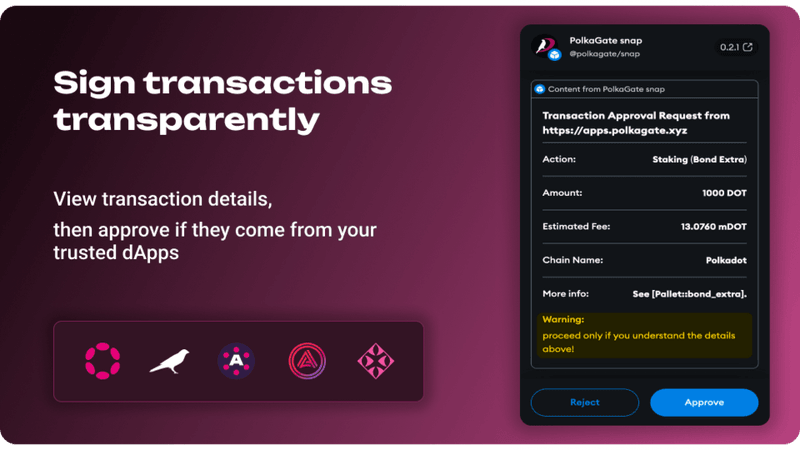 Sign transactions
transparently
View transaction details,
then approve if they come from your
trusted dApps
A
PolkaGate snap
@polkagate/snap
0.2.1
Content from PolkaGate snap
Transaction Approval Request from
https://apps.polkagate.xyz
Action: Staking (Bond Extra)
Amount: 1000 DOT
Estimated Fee: 13.0760 mDOT
Chain Name: Polkadot
More info: See [Pallet::bond_extra].
Warning:
proceed only if you understand the details
above!
Reject Approve